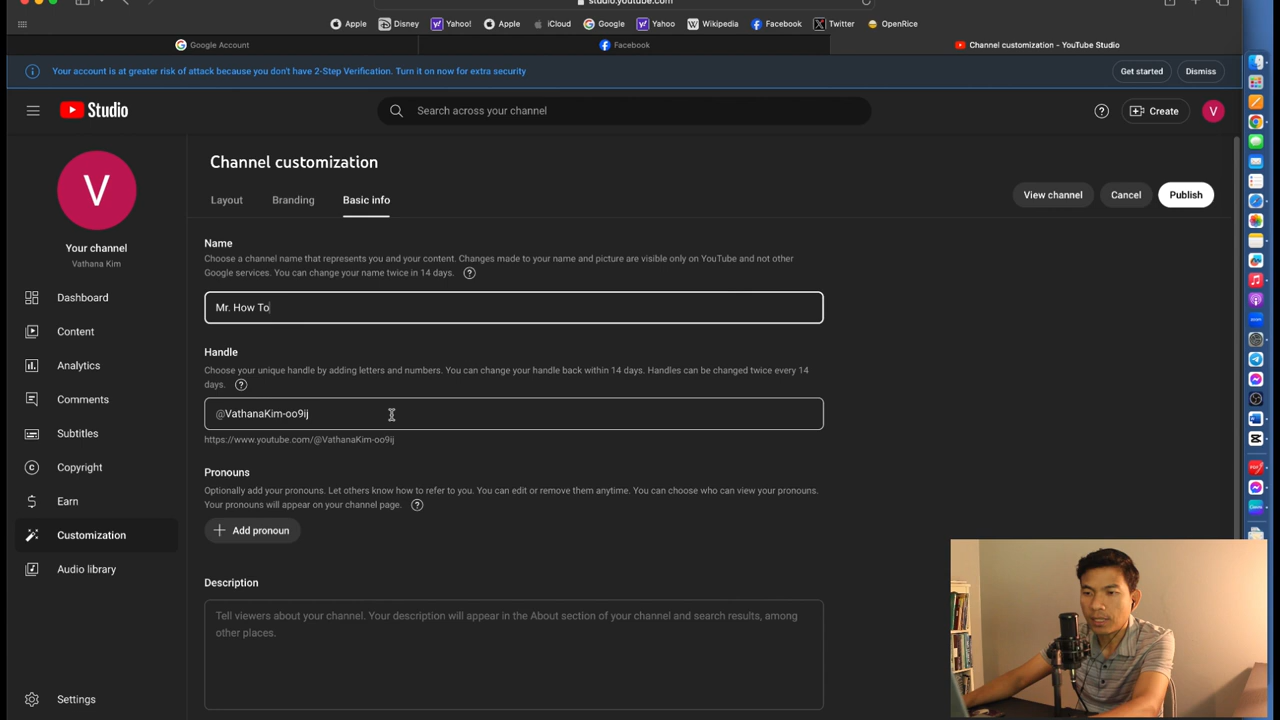 studio.youtube.com
Apple Disney Yahoo! Apple iCloud Google Yahoo Wikipedia Facebook Twitter OpenRice
Google Account Facebook Channel customization - YouTube Studio
Your account is at greater risk of attack because you don't have 2-Step Verification. Turn it on now for extra security Get started Dismiss
Studio Search across your channel Create V
V
Your channel
Vathana Kim
Dashboard
Content
Analytics
Comments
Subtitles
Copyright
Earn
Customization
Audio library
Settings
Channel customization
Layout Branding Basic info View channel Cancel Publish
Name
Choose a channel name that represents you and your content. Changes made to your name and picture are visible only on YouTube and not other
Google services. You can change your name twice in 14 days.
Mr. How To
Handle
Choose your unique handle by adding letters and numbers. You can change your handle back within 14 days. Handles can be changed twice every 14
days.
@VathanaKim-oo9ij
https://www.youtube.com/@VathanaKim-oo9ij
Pronouns
Optionally add your pronouns. Let others know how to refer to you. You can edit or remove them anytime. You can choose who can view your pronouns.
Your pronouns will appear on your channel page.
Add pronoun
Description
Tell viewers about your channel. Your description will appear in the About section of your channel and search results, among
other places.